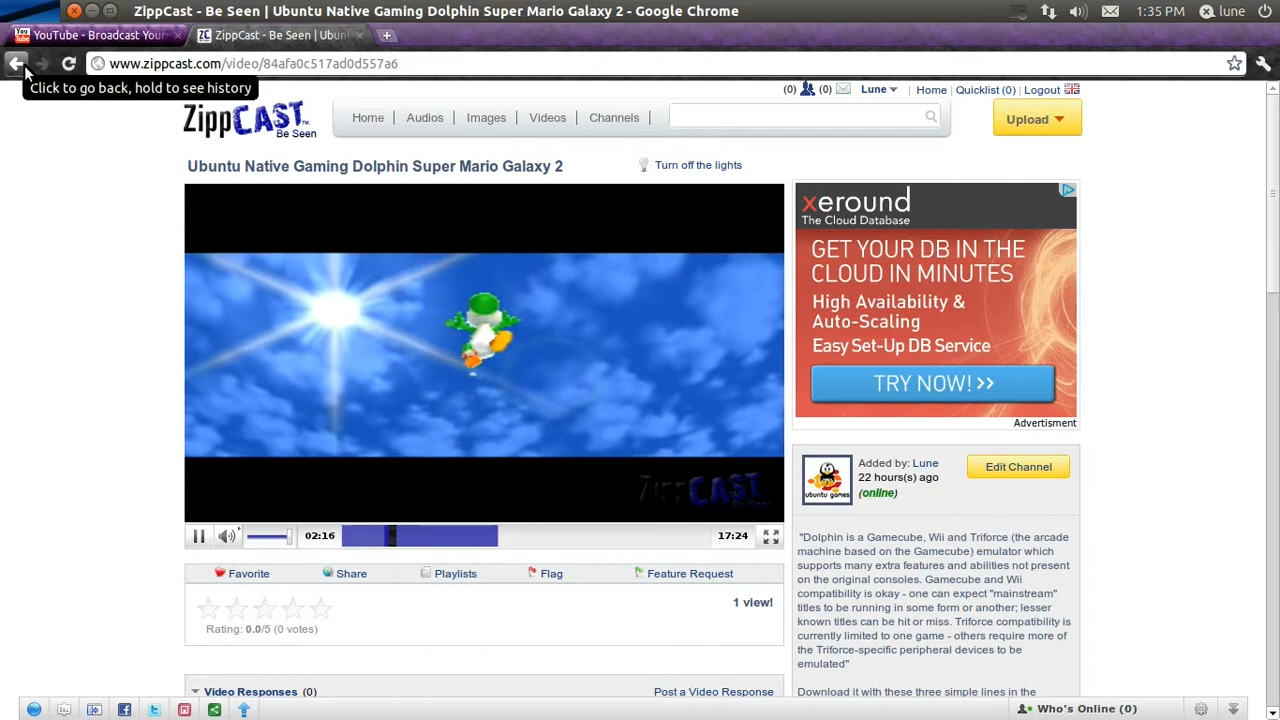 ZippCast - Be Seen | Ubuntu Native Gaming Dolphin Super Mario Galaxy 2 - Google Chrome
1:35 PM
lune
You Tube
YouTube - Broadcast Your
ZC
ZippCast - Be Seen | Ubunt
www.zippcast.com/video/84afa0c517ad0d557a6
Click to go back, hold to see history
(0) (0) Lune Home Quicklist (0) Logout
ZippCAST
Be Seen
Home Audios Images Videos Channels
Upload
Ubuntu Native Gaming Dolphin Super Mario Galaxy 2
Turn off the lights
ZippCAST
02:16
17:24
Favorite Share Playlists Flag Feature Request
1 view!
Rating: 0.0/5 (0 votes)
Video Responses (0)
Post a Video Response
xeround
The Cloud Database
GET YOUR DB IN THE
CLOUD IN MINUTES
High Availability &
Auto-Scaling
Easy Set-Up DB Service
TRY NOW! >>
Advertisment
ubuntu games
Added by: Lune
22 hours(s) ago
(online)
Edit Channel
"Dolphin is a Gamecube, Wii and Triforce (the arcade
machine based on the Gamecube) emulator which
supports many extra features and abilities not present
on the original consoles. Gamecube and Wii
compatibility is okay - one can expect "mainstream"
titles to be running in some form or another; lesser
known titles can be hit or miss. Triforce compatibility is
currently limited to one game - others require more of
the Triforce-specific peripheral devices to be
emulated"
Download it with these three simple lines in the
Who's Online (0)